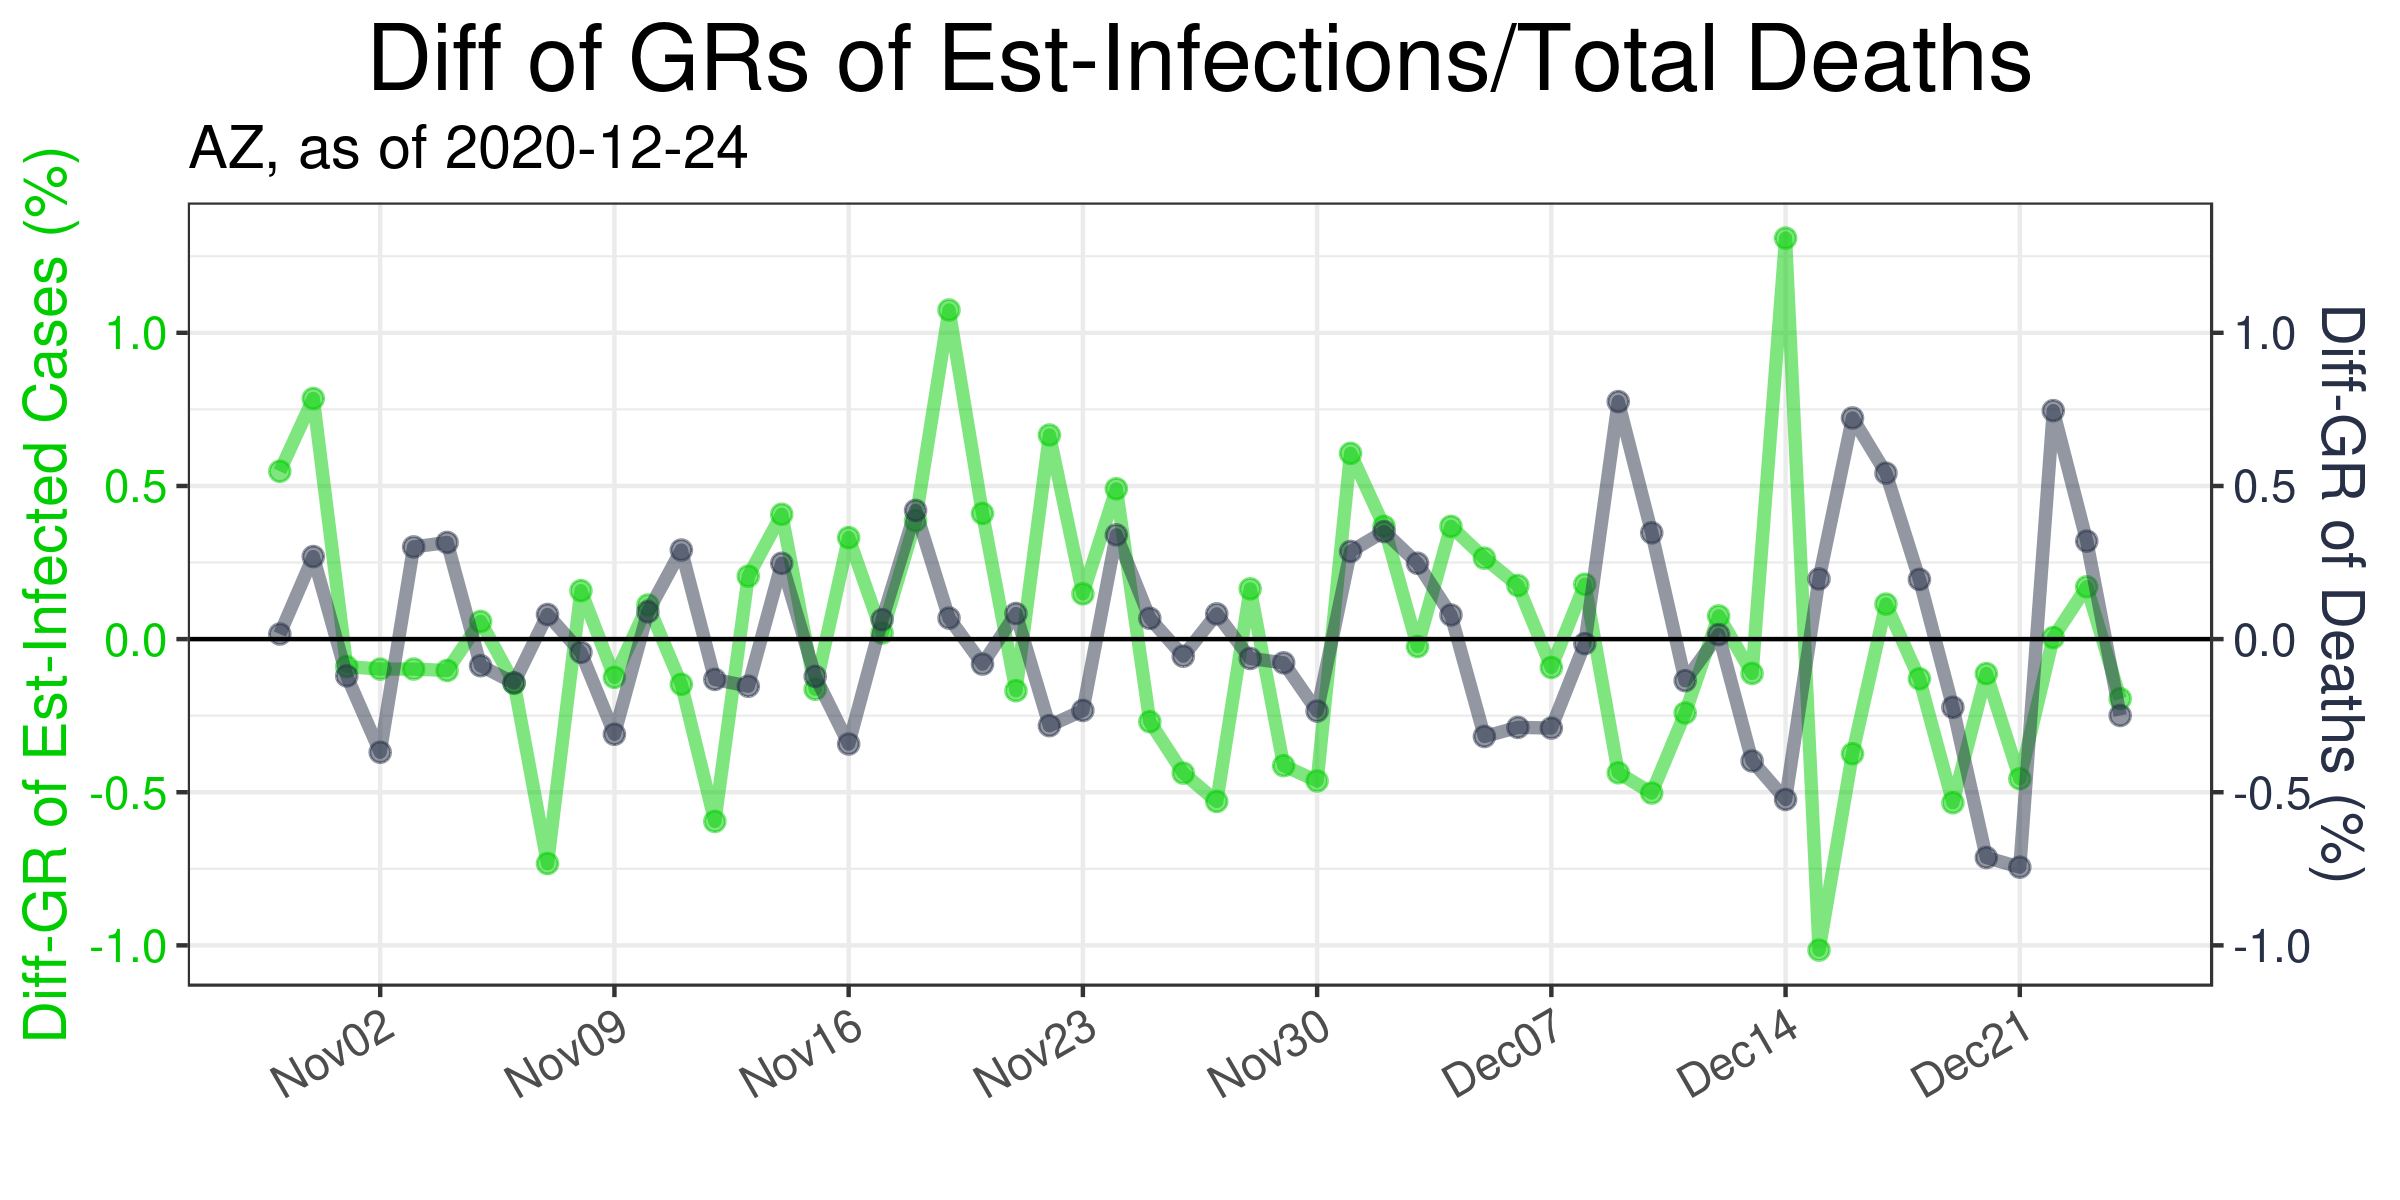 Diff of GRs of Est-Infections/Total Deaths
AZ, as of 2020-12-24
Diff-GR of Est-Infected Cases (%)
1.0
0.5
0.0
-0.5
-1.0
1.0
0.5
0.0
-0.5
-1.0
Diff-GR of Deaths (%)
Nov02
Nov09
Nov16
Nov23
Nov30
Dec07
Dec14
Dec21